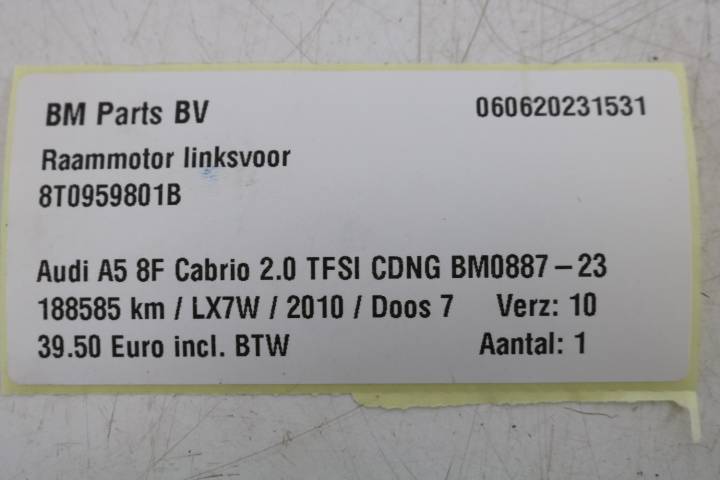 BM Parts BV 060620231531
Raammotor linksvoor
8T0959801B
Audi A5 8F Cabrio 2.0 TFSI CDNG BM0887-23
188585 km / LX7W / 2010 / Doos 7 Verz: 10
39.50 Euro incl. BTW Aantal: 1